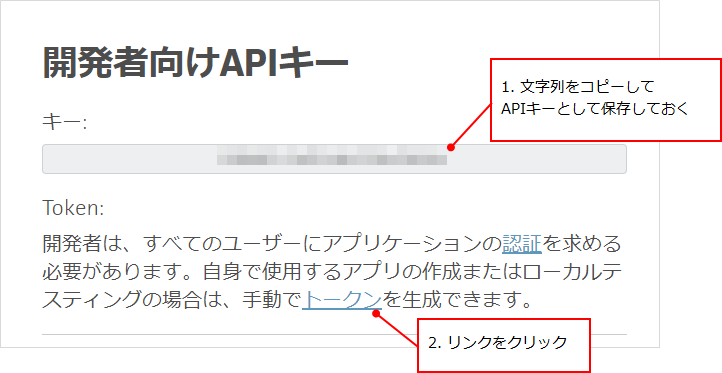 開発者向けAPIキー
1. 文字列をコピーして
APIキーとして保存しておく
キー:
Token:
開発者は、すべてのユーザーにアプリケーションの認証を求める
必要があります。自身で使用するアプリの作成またはローカルテ
スティングの場合は、手動でトークンを生成できます。
2. リンクをクリック